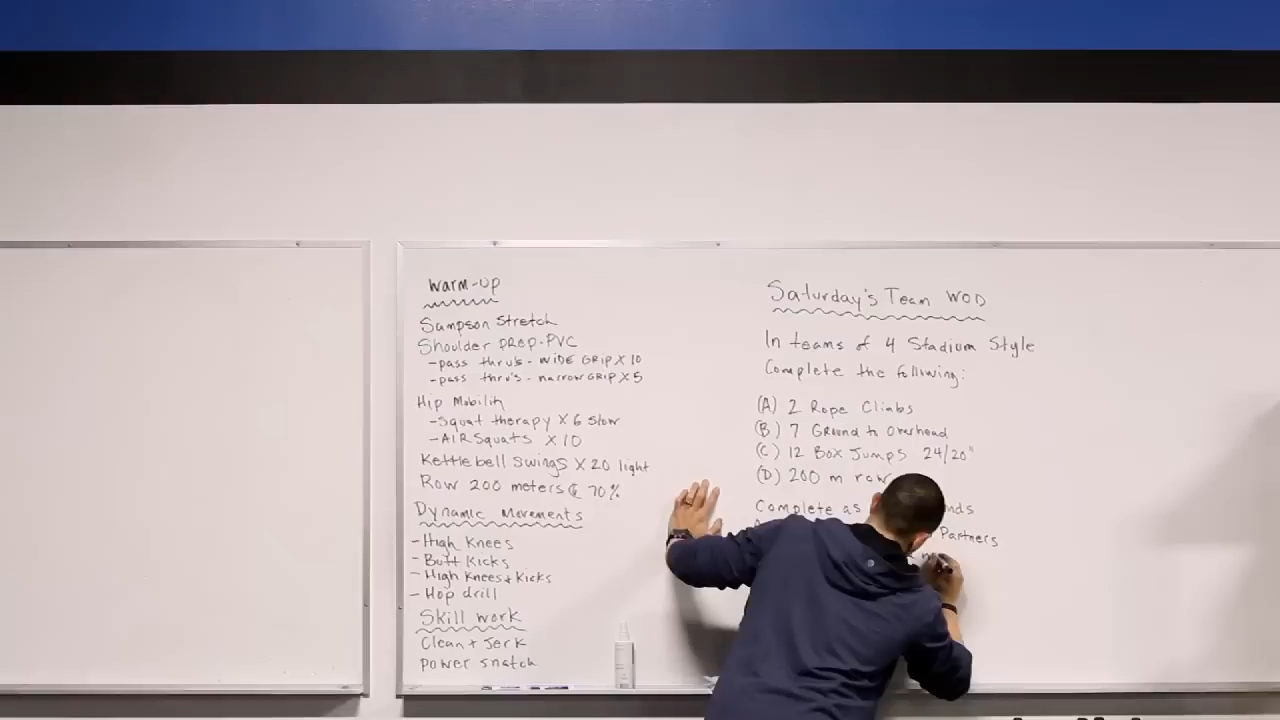 Warm-up
Sampson Stretch
Shoulder PREP-PVC
-pass thru's - WIDE GRIP X 10
-pass thru's - narrow GRIP X 5
Hip Mobility
-Squat therapy X 6 slow
-AIR Squats X 10
Kettlebell swings X 20 light
Row 200 meters @ 70%
Dynamic Movements
-High Knees
-Butt Kicks
-High Knees + Kicks
-Hop drill
Skill work
Clean + Jerk
power snatch
Saturday's Team WOD
In teams of 4 Stadium Style
Complete the following:
(A) 2 Rope Climbs
(B) 7 Ground to Overhead
(C) 12 Box Jumps 24/20"
(D) 200 m row
Complete as
Partners